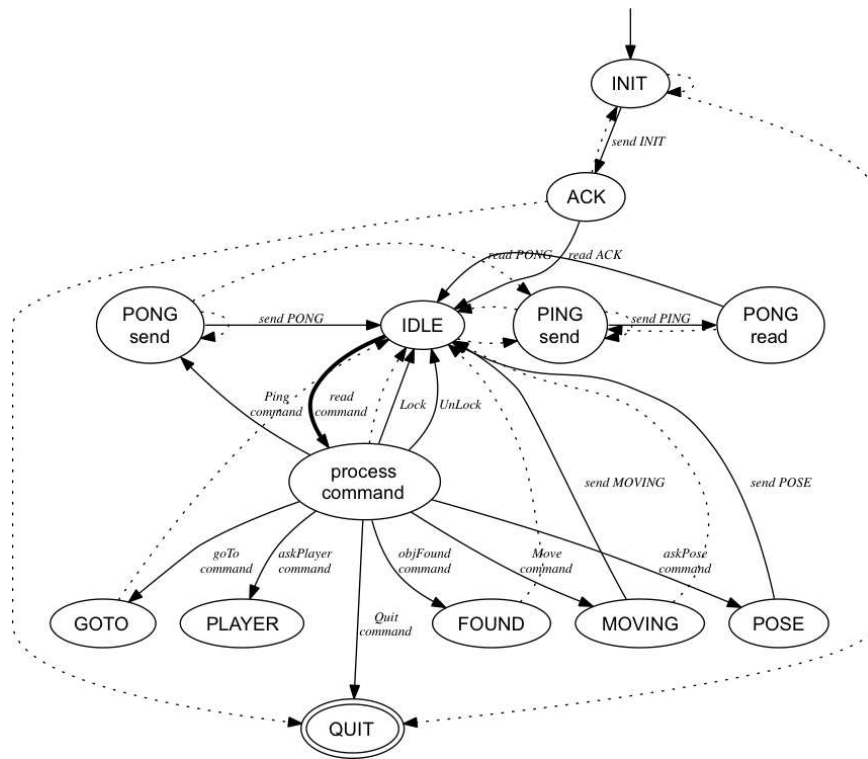 INIT
send INIT
ACK
read PONG
read ACK
PONG
send
send PONG
IDLE
PING
send
send PING
PONG
read
Ping
command
read
command
Lock
UnLock
process
command
send MOVING
send POSE
goTo
command
askPlayer
command
objFound
command
Move
command
askPose
command
Quit
command
GOTO
PLAYER
FOUND
MOVING
POSE
QUIT